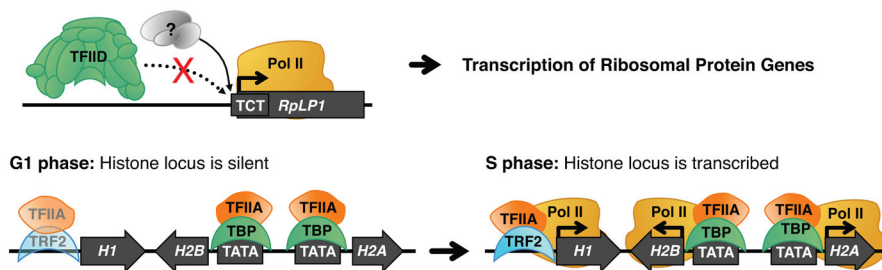 ?
TFIID
Pol II
Transcription of Ribosomal Protein Genes
X
TCT RpLP1
G1 phase: Histone locus is silent
S phase: Histone locus is transcribed
TFIIA TFIIA TFIIA
TRF2 TBP TBP
H1 H2B TATA TATA H2A
TFIIA Pol II Pol II TFIIA TFIIA Pol II
TRF2 TBP TBP
H1 H2B TATA TATA H2A